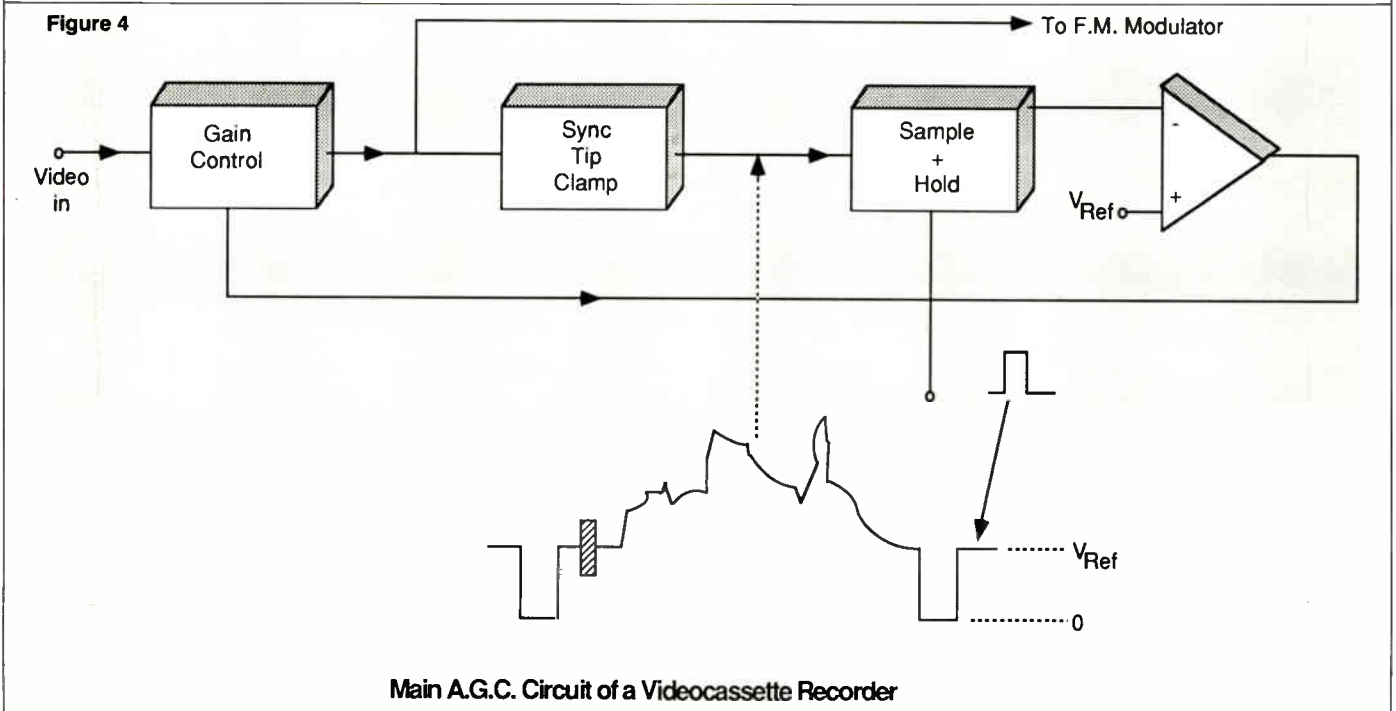 Figure 4
To F.M. Modulator
Gain
Control
Sync
Tip
Clamp
Sample
+
Hold
-
+
Video
in
VRef
VRef
0
Main A.G.C. Circuit of a Videocassette Recorder